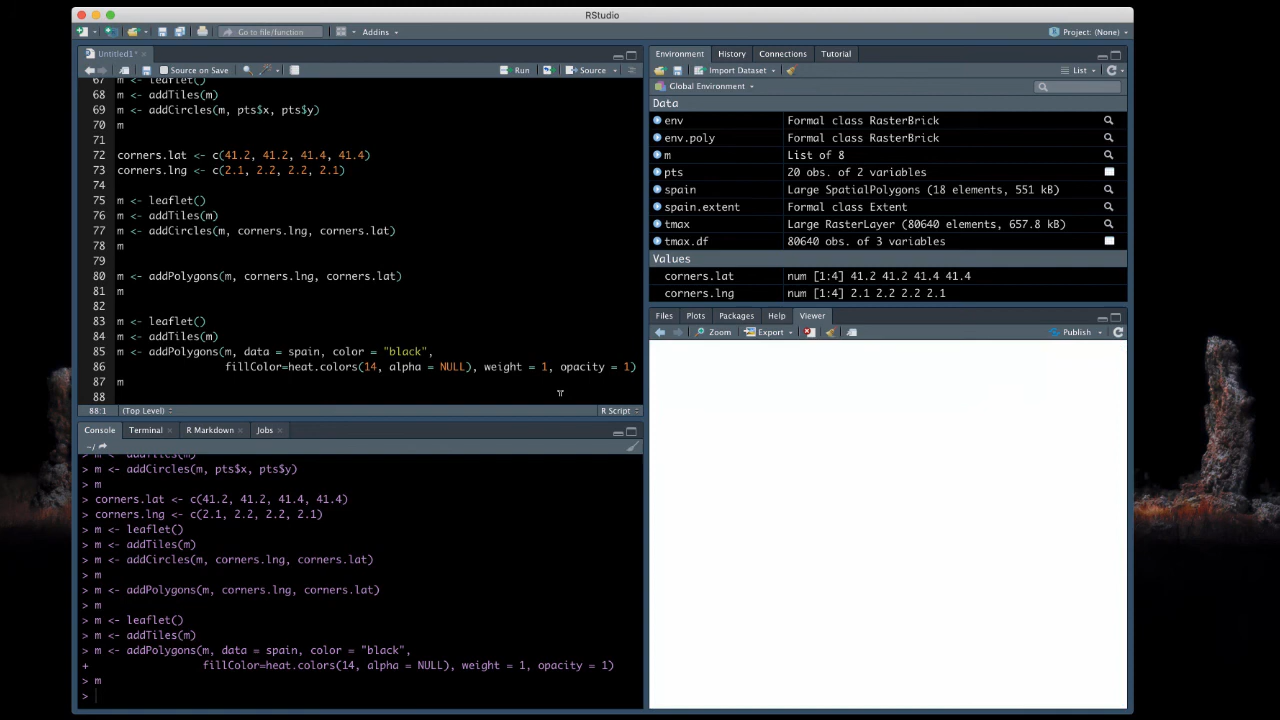 RStudio
Go to file/function
Addins
Project: (None)
Untitled1*
Source on Save
Run
Source
67 m <- leaflet()
68 m <- addTiles(m)
69 m <- addCircles(m, pts$x, pts$y)
70 m
71
72 corners.lat <- c(41.2, 41.2, 41.4, 41.4)
73 corners.lng <- c(2.1, 2.2, 2.2, 2.1)
74
75 m <- leaflet()
76 m <- addTiles(m)
77 m <- addCircles(m, corners.lng, corners.lat)
78 m
79
80 m <- addPolygons(m, corners.lng, corners.lat)
81 m
82
83 m <- leaflet()
84 m <- addTiles(m)
85 m <- addPolygons(m, data = spain, color = "black",
86 fillColor=heat.colors(14, alpha = NULL), weight = 1, opacity = 1)
87 m
88
88:1 (Top Level) R Script
Console Terminal R Markdown Jobs
~/
> m <- addTiles(m)
> m <- addCircles(m, pts$x, pts$y)
> m
> corners.lat <- c(41.2, 41.2, 41.4, 41.4)
> corners.lng <- c(2.1, 2.2, 2.2, 2.1)
> m <- leaflet()
> m <- addTiles(m)
> m <- addCircles(m, corners.lng, corners.lat)
> m
> m <- addPolygons(m, corners.lng, corners.lat)
> m
> m <- leaflet()
> m <- addTiles(m)
> m <- addPolygons(m, data = spain, color = "black",
+ fillColor=heat.colors(14, alpha = NULL), weight = 1, opacity = 1)
> m
>
Environment History Connections Tutorial
Import Dataset List
Global Environment
Data
env Formal class RasterBrick
env.poly Formal class RasterBrick
m List of 8
pts 20 obs. of 2 variables
spain Large SpatialPolygons (18 elements, 551 kB)
spain.extent Formal class Extent
tmax Large RasterLayer (80640 elements, 657.8 kB)
tmax.df 80640 obs. of 3 variables
Values
corners.lat num [1:4] 41.2 41.2 41.4 41.4
corners.lng num [1:4] 2.1 2.2 2.2 2.1
Files Plots Packages Help Viewer
Zoom Export Publish